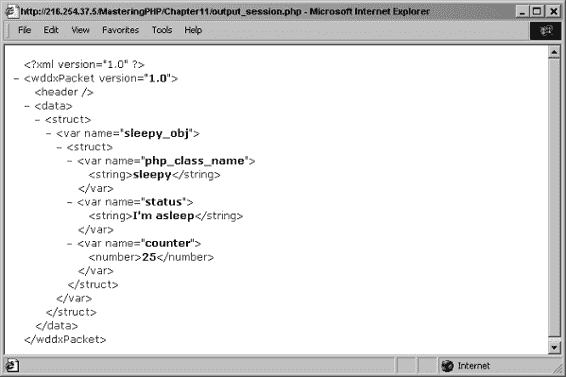 http://216.254.37.5/MasteringPHP/Chapter11/output_session.php - Microsoft Internet Explorer
File Edit View Favorites Tools Help
<?xml version="1.0" ?>
- <wddxPacket version="1.0">
<header />
- <data>
- <struct>
- <var name="sleepy_obj">
- <struct>
- <var name="php_class_name">
<string>sleepy</string>
</var>
- <var name="status">
<string>I'm asleep</string>
</var>
- <var name="counter">
<number>25</number>
</var>
</struct>
</var>
</struct>
</data>
</wddxPacket>
Internet